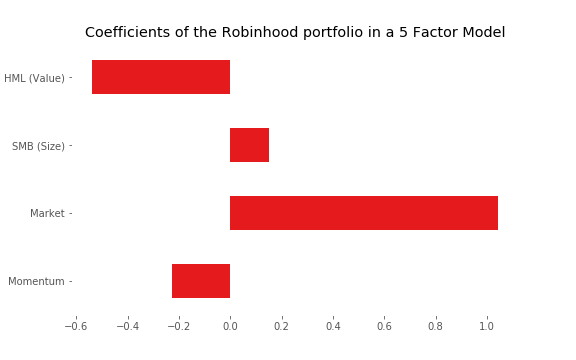 Coefficients of the Robinhood portfolio in a 5 Factor Model
HML (Value)
SMB (Size)
Market
Momentum
−0.6 −0.4 −0.2 0.0 0.2 0.4 0.6 0.8 1.0